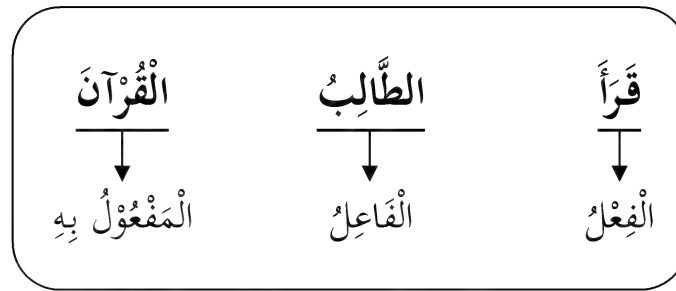 قَرَأَ الطَّالِبُ الْقُرْآنَ
الْفِعْلُ الْفَاعِلُ الْمَفْعُوْلُ بِهِ